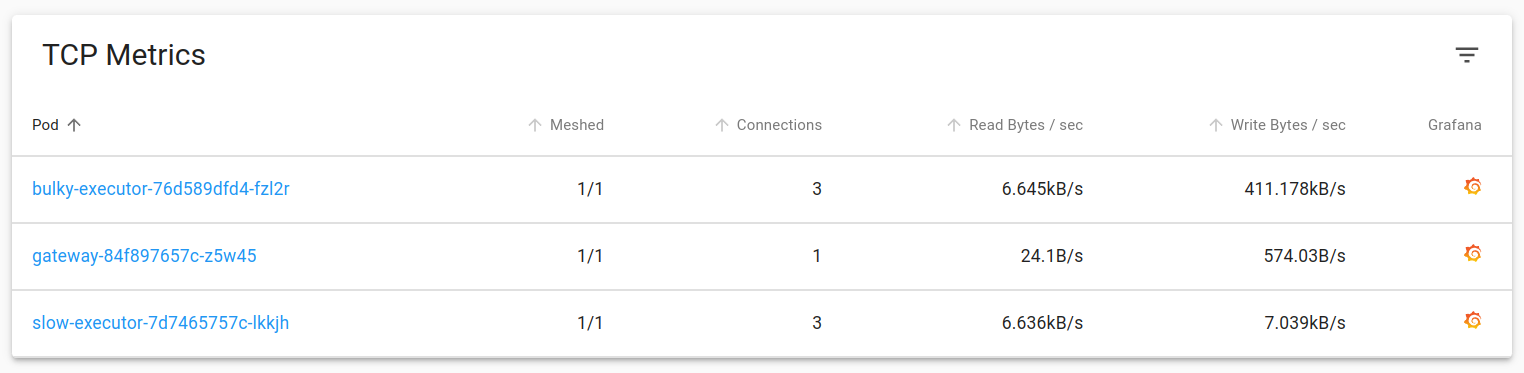 TCP Metrics
Pod Meshed Connections Read Bytes / sec Write Bytes / sec Grafana
bulky-executor-76d589dfd4-fzl2r 1/1 3 6.645kB/s 411.178kB/s
gateway-84f897657c-z5w45 1/1 1 24.1B/s 574.03B/s
slow-executor-7d7465757c-lkkjh 1/1 3 6.636kB/s 7.039kB/s